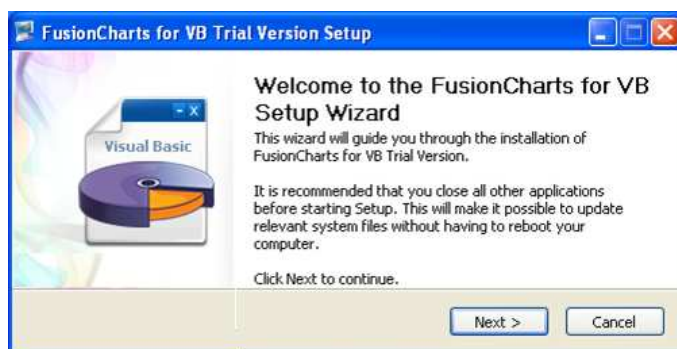 FusionCharts for VB Trial Version Setup
Visual Basic
Welcome to the FusionCharts for VB
Setup Wizard
This wizard will guide you through the installation of
FusionCharts for VB Trial Version.
It is recommended that you close all other applications
before starting Setup. This will make it possible to update
relevant system files without having to reboot your
computer.
Click Next to continue.
Next >
Cancel